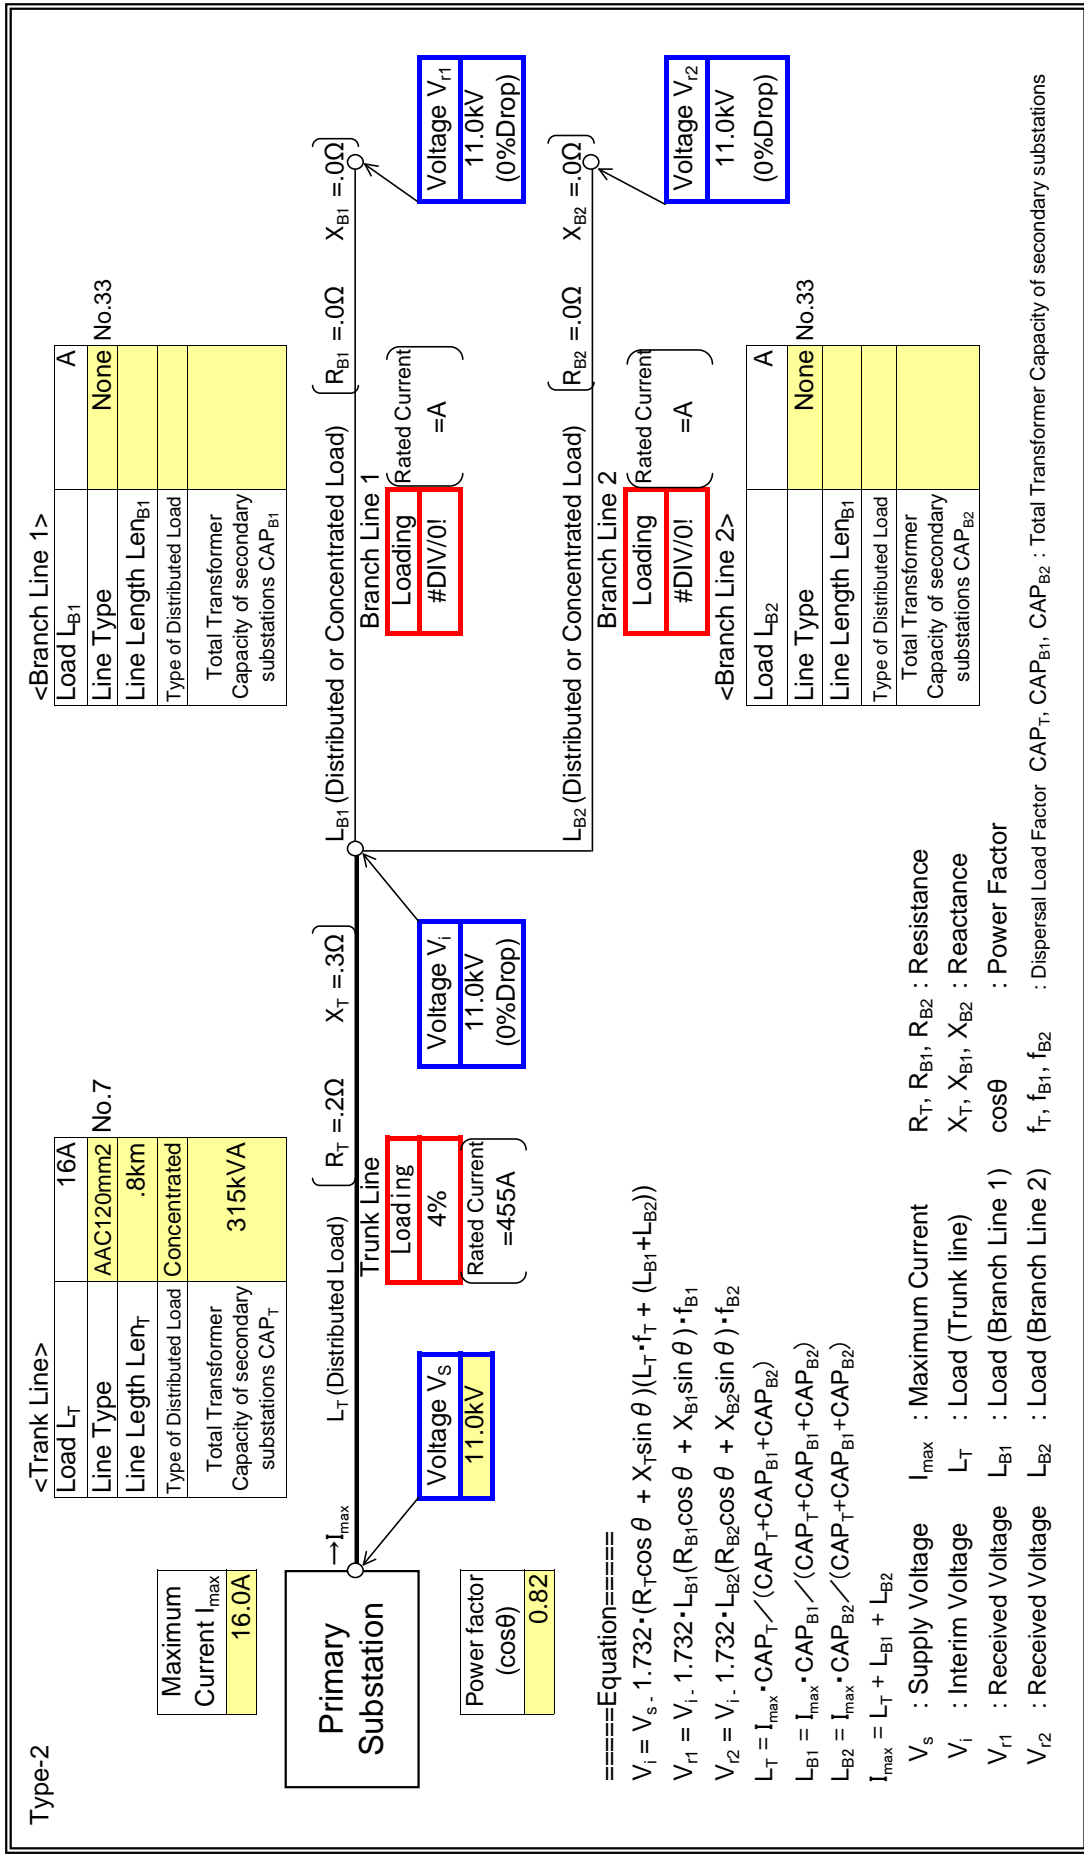 Type-2
Maximum
Current Imax
16.0A
<Trank Line>
Load LT 16A
Line Type AAC120mm2 No.7
Line Legth LenT .8km
Type of Distributed Load Concentrated
Total Transformer
Capacity of secondary
substations CAPT
315kVA
<Branch Line 1>
Load LB1 A
Line Type None No.33
Line Length LenB1
Type of Distributed Load
Total Transformer
Capacity of secondary
substations CAPB1
Primary
Substation
→Imax
LT (Distributed Load)
RT =.2Ω XT =.3Ω
LB1 (Distributed or Concentrated Load)
RB1 =.0Ω XB1 =.0Ω
Trunk Line
Loading
4%
Rated Current
=455A
Branch Line 1
Loading
#DIV/0!
Rated Current
=A
Voltage VS
11.0kV
Voltage Vi
11.0kV
(0%Drop)
Voltage Vr1
11.0kV
(0%Drop)
Power factor
(cosθ)
0.82
LB2 (Distributed or Concentrated Load)
RB2 =.0Ω XB2 =.0Ω
Branch Line 2
Loading
#DIV/0!
Rated Current
=A
Voltage Vr2
11.0kV
(0%Drop)
<Branch Line 2>
Load LB2 A
Line Type None No.33
Line Length LenB1
Type of Distributed Load
Total Transformer
Capacity of secondary
substations CAPB2
=====Equation=====
Vi = Vs - 1.732・(RTcos θ + XTsin θ)(LT・fT + (LB1+LB2))
Vr1 = Vi - 1.732・LB1(RB1cos θ + XB1sin θ)・fB1
Vr2 = Vi - 1.732・LB2(RB2cos θ + XB2sin θ)・fB2
LT = Imax・CAPT／(CAPT+CAPB1+CAPB2)
LB1 = Imax・CAPB1／(CAPT+CAPB1+CAPB2)
LB2 = Imax・CAPB2／(CAPT+CAPB1+CAPB2)
Imax = LT + LB1 + LB2
Vs : Supply Voltage Imax : Maximum Current RT, RB1, RB2 : Resistance
Vi : Interim Voltage LT : Load (Trunk line) XT, XB1, XB2 : Reactance
Vr1 : Received Voltage LB1 : Load (Branch Line 1) cosθ : Power Factor
Vr2 : Received Voltage LB2 : Load (Branch Line 2) fT, fB1, fB2 : Dispersal Load Factor CAPT, CAPB1, CAPB2 : Total Transformer Capacity of secondary substations